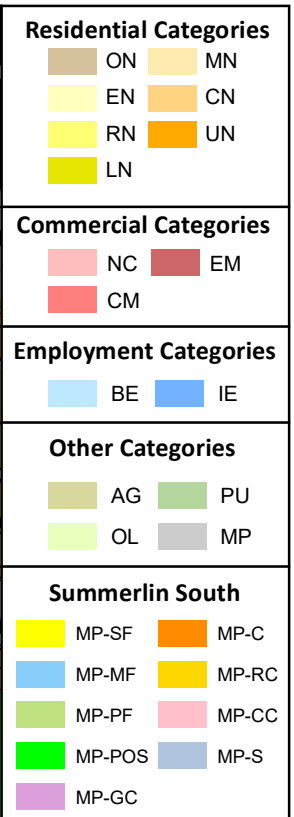 Residential Categories
ON MN
EN CN
RN UN
LN
Commercial Categories
NC EM
CM
Employment Categories
BE IE
Other Categories
AG PU
OL MP
Summerlin South
MP-SF MP-C
MP-MF MP-RC
MP-PF MP-CC
MP-POS MP-S
MP-GC